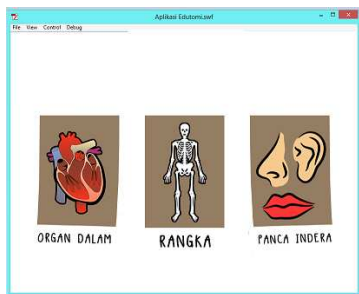 Aplikasi Edutomi.swf
File View Control Debug
ORGAN DALAM
RANGKA
PANCA INDERA